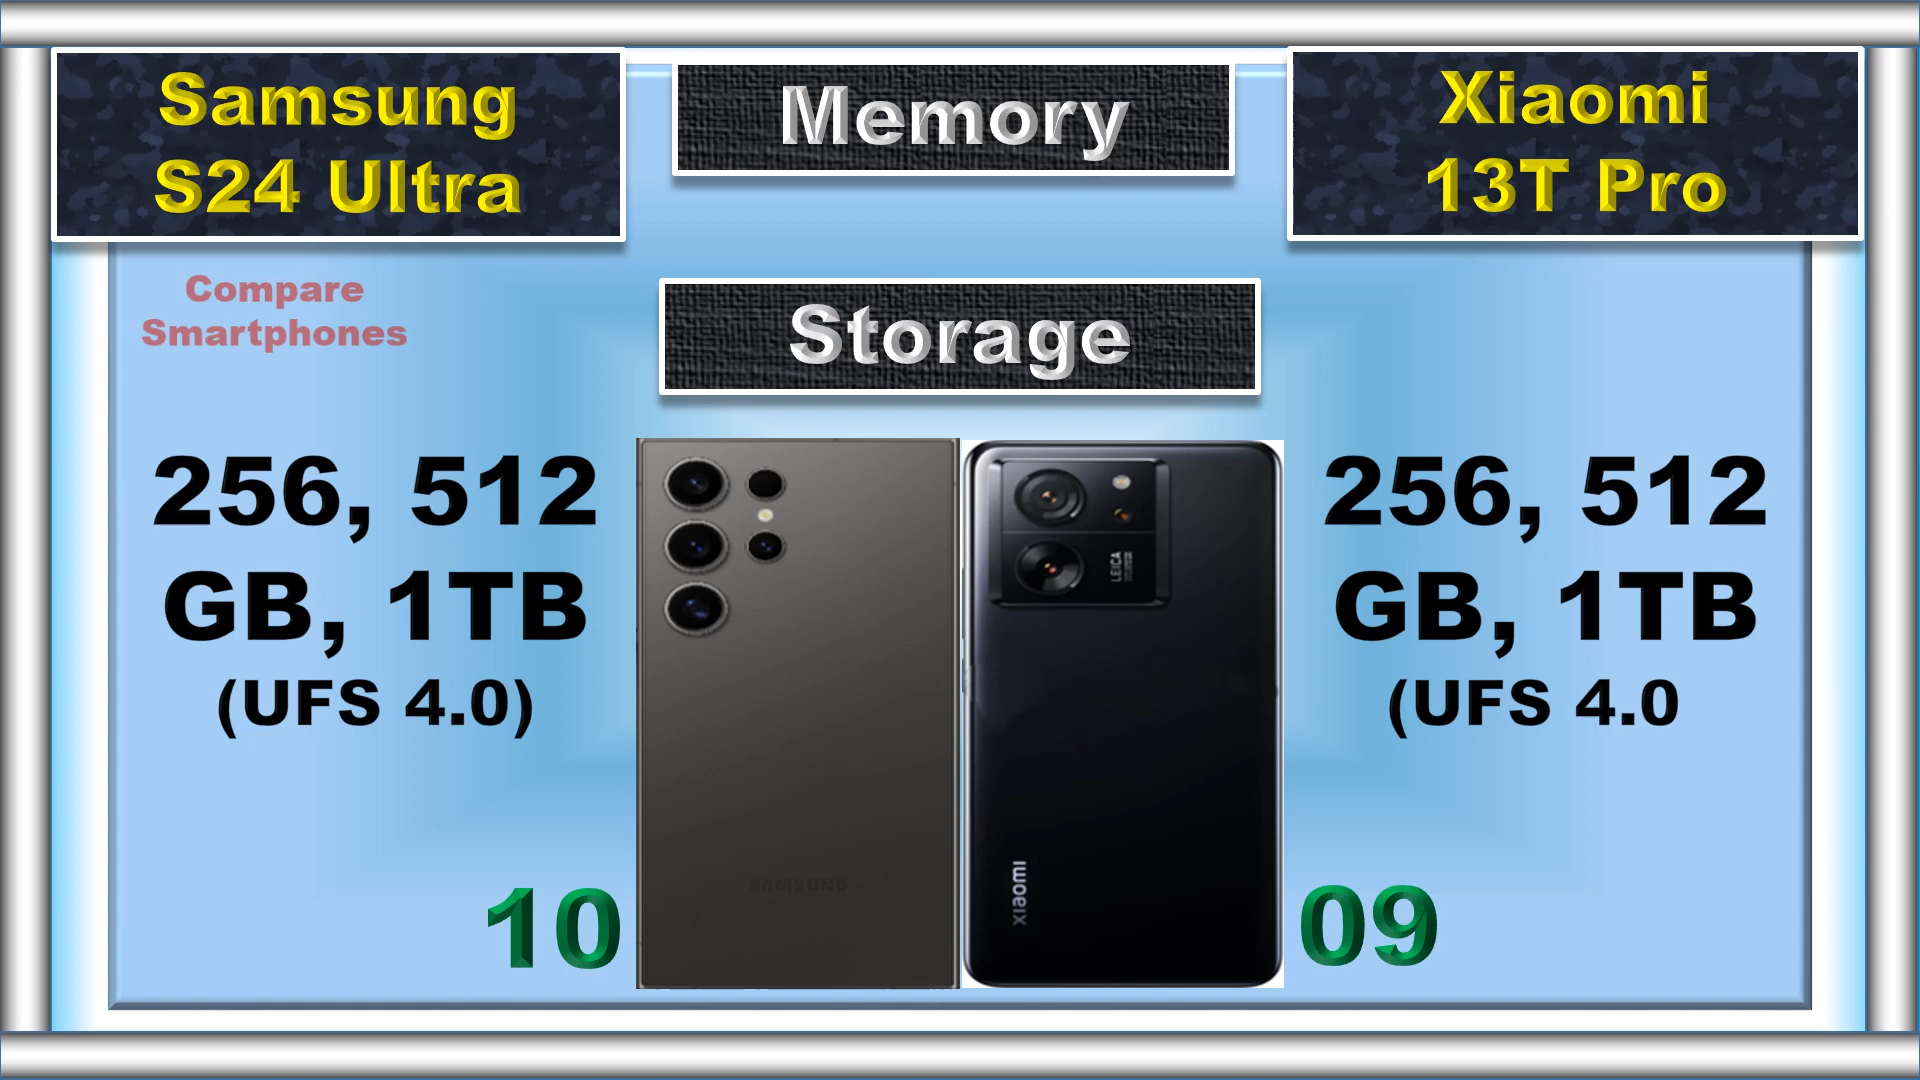 Samsung
S24 Ultra
Memory
Xiaomi
13T Pro
Compare
Smartphones
Storage
256, 512
GB, 1TB
(UFS 4.0)
LEICA
SAMSUNG
xiaomi
256, 512
GB, 1TB
(UFS 4.0
10
09